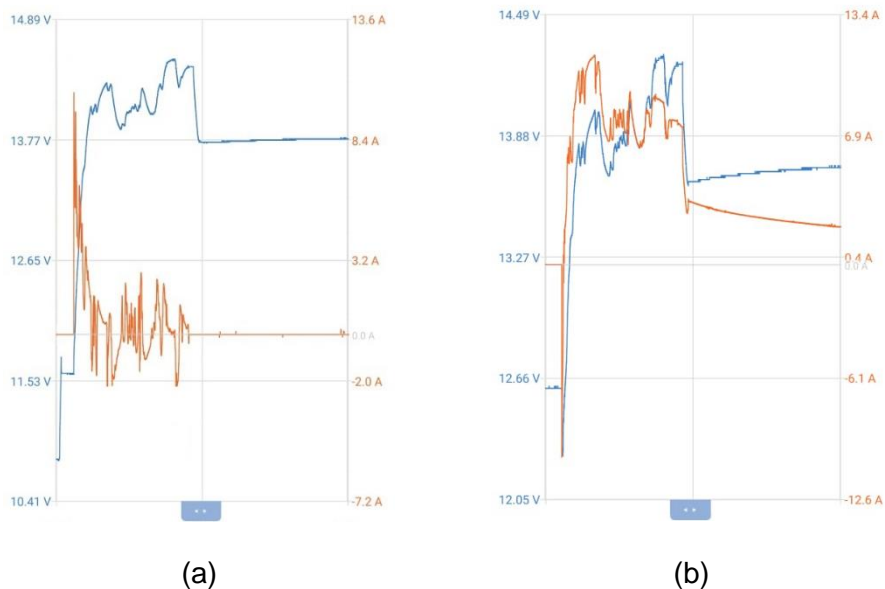 14.89 V
13.6 A
13.77 V
8.4 A
12.65 V
3.2 A
0.0 A
11.53 V
-2.0 A
10.41 V
-7.2 A
(a)
14.49 V
13.4 A
13.88 V
6.9 A
13.27 V
0.4 A
0.0 A
12.66 V
-6.1 A
12.05 V
-12.6 A
(b)